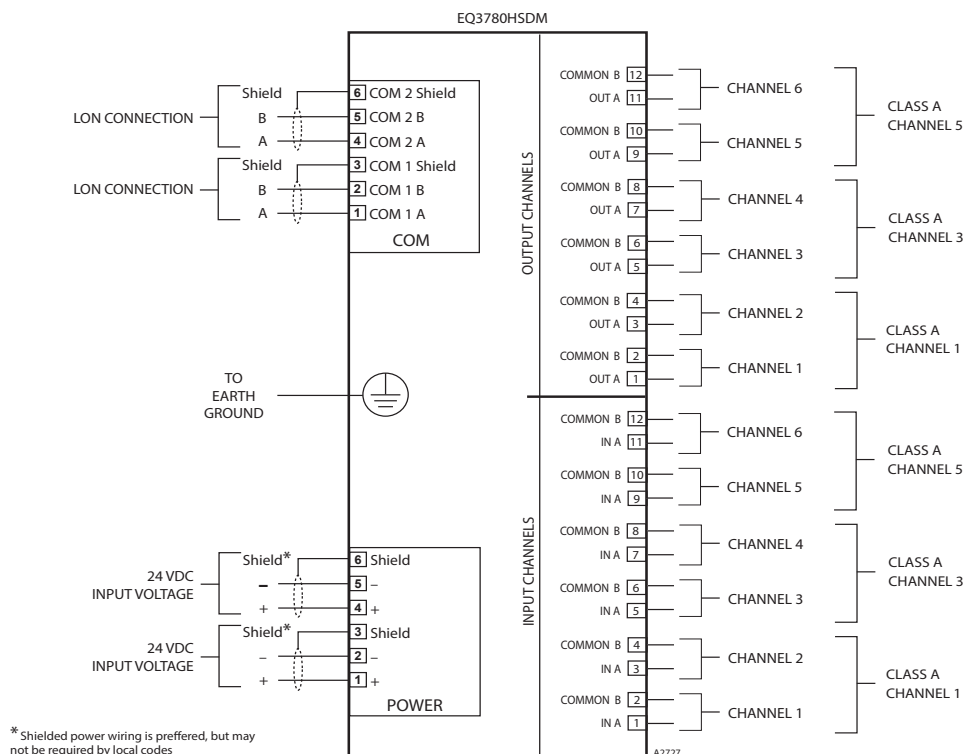 EQ3780HSDM
LON CONNECTION
Shield
B
A
6 COM 2 Shield
5 COM 2 B
4 COM 2 A
LON CONNECTION
Shield
B
A
3 COM 1 Shield
2 COM 1 B
1 COM 1 A
COM
TO
EARTH
GROUND
24 VDC
INPUT VOLTAGE
Shield*
–
+
6 Shield
5 –
4 +
24 VDC
INPUT VOLTAGE
Shield*
–
+
3 Shield
2 –
1 +
POWER
OUTPUT CHANNELS
COMMON B 12
OUT A 11
CHANNEL 6
COMMON B 10
OUT A 9
CHANNEL 5
CLASS A
CHANNEL 5
COMMON B 8
OUT A 7
CHANNEL 4
COMMON B 6
OUT A 5
CHANNEL 3
CLASS A
CHANNEL 3
COMMON B 4
OUT A 3
CHANNEL 2
COMMON B 2
OUT A 1
CHANNEL 1
CLASS A
CHANNEL 1
INPUT CHANNELS
COMMON B 12
IN A 11
CHANNEL 6
COMMON B 10
IN A 9
CHANNEL 5
CLASS A
CHANNEL 5
COMMON B 8
IN A 7
CHANNEL 4
COMMON B 6
IN A 5
CHANNEL 3
CLASS A
CHANNEL 3
COMMON B 4
IN A 3
CHANNEL 2
COMMON B 2
IN A 1
CHANNEL 1
CLASS A
CHANNEL 1
* Shielded power wiring is preffered, but may
not be required by local codes
A2727